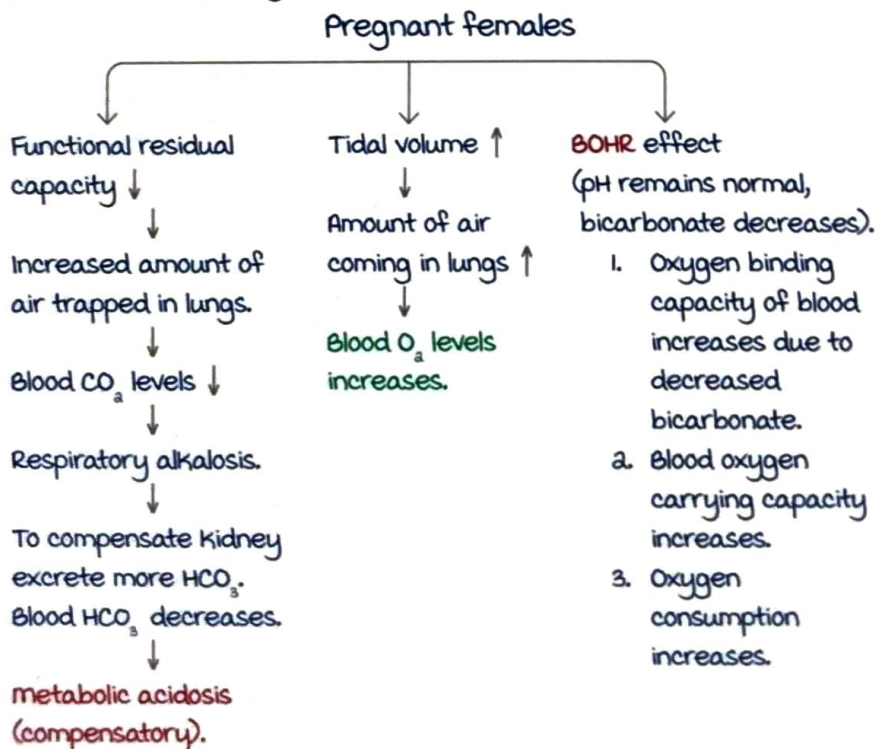 Pregnant females
Functional residual
capacity ↓
↓
Increased amount of
air trapped in lungs.
↓
Blood CO₂ levels ↓
↓
Respiratory alkalosis.
↓
To compensate kidney
excrete more HCO₃.
Blood HCO₃ decreases.
↓
metabolic acidosis
(compensatory).
Tidal volume ↑
↓
Amount of air
coming in lungs ↑
↓
Blood O₂ levels
increases.
BOHR effect
(pH remains normal,
bicarbonate decreases).
1. Oxygen binding
capacity of blood
increases due to
decreased
bicarbonate.
2. Blood oxygen
carrying capacity
increases.
3. Oxygen
consumption
increases.